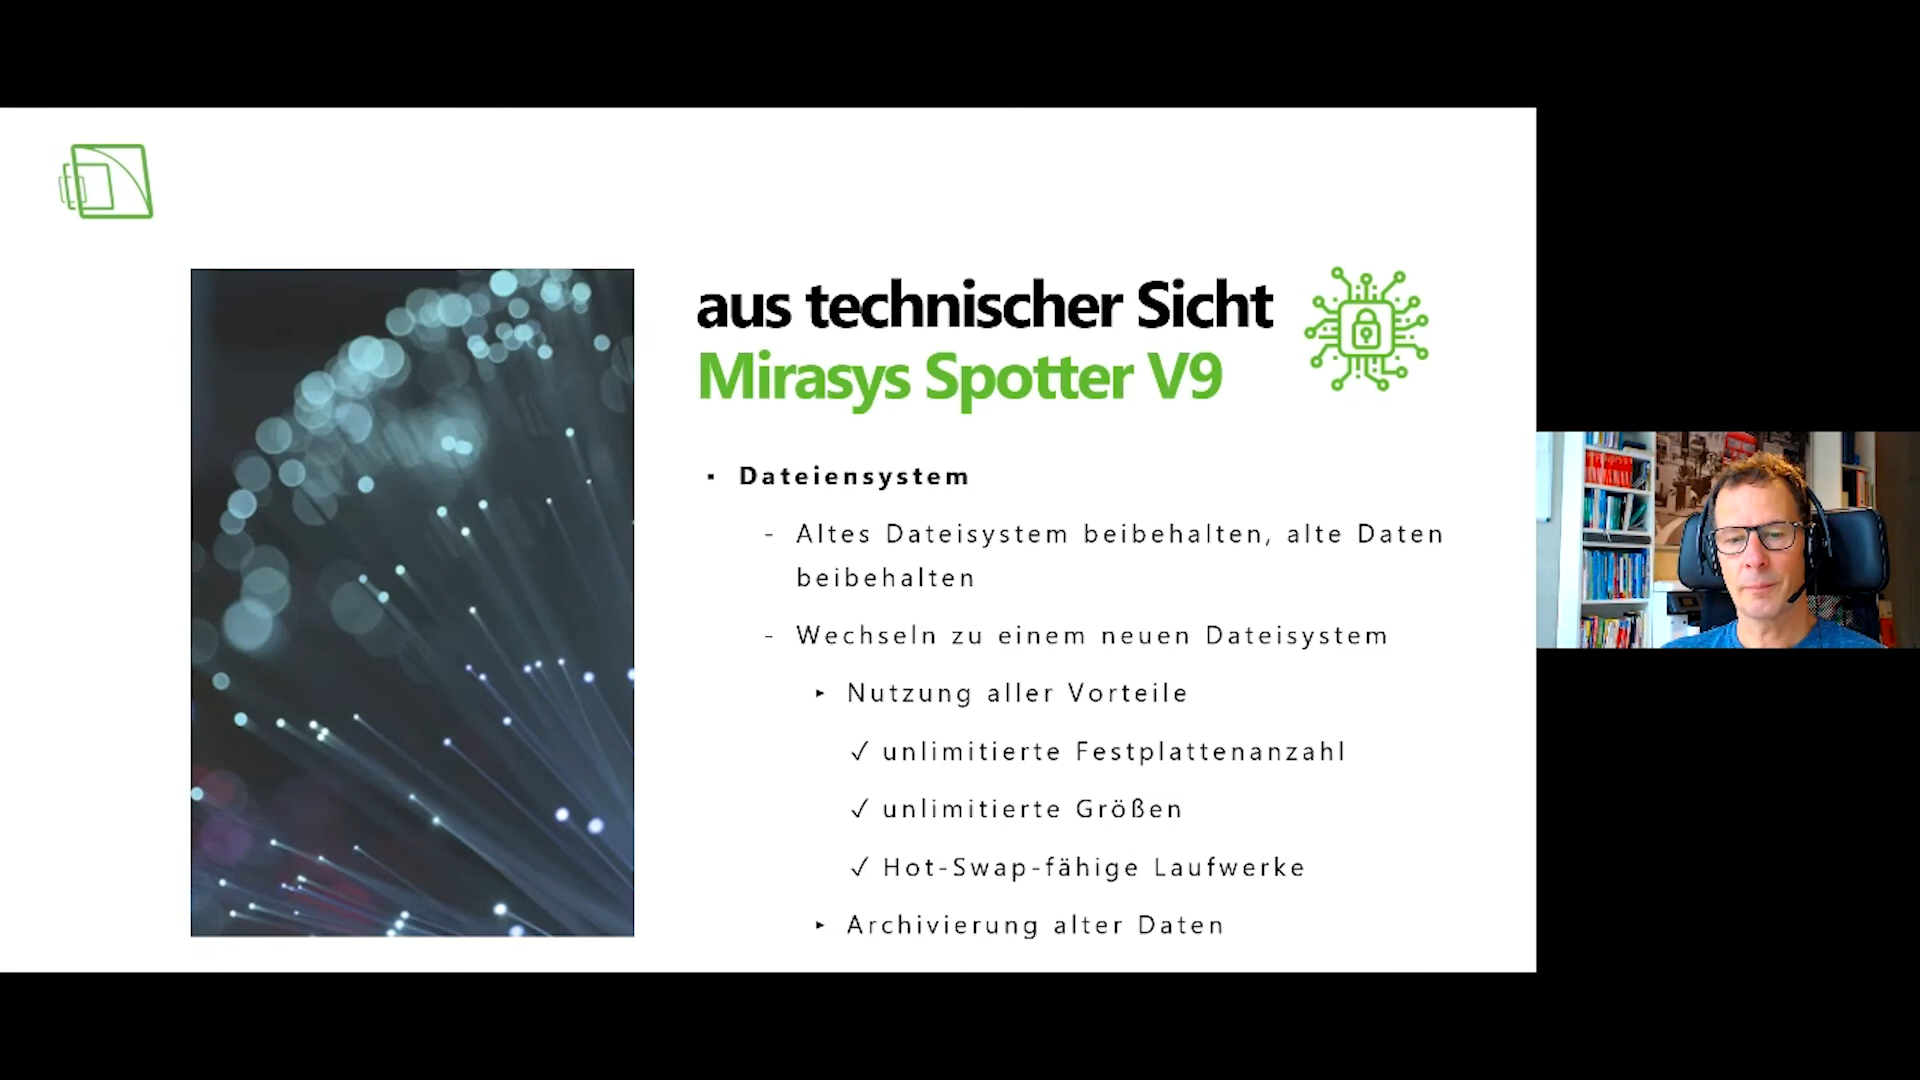 aus technischer Sicht
Mirasys Spotter V9
▪ Dateiensystem
- Altes Dateisystem beibehalten, alte Daten
beibehalten
- Wechseln zu einem neuen Dateisystem
‣ Nutzung aller Vorteile
✓ unlimitierte Festplattenanzahl
✓ unlimitierte Größen
✓ Hot-Swap-fähige Laufwerke
‣ Archivierung alter Daten